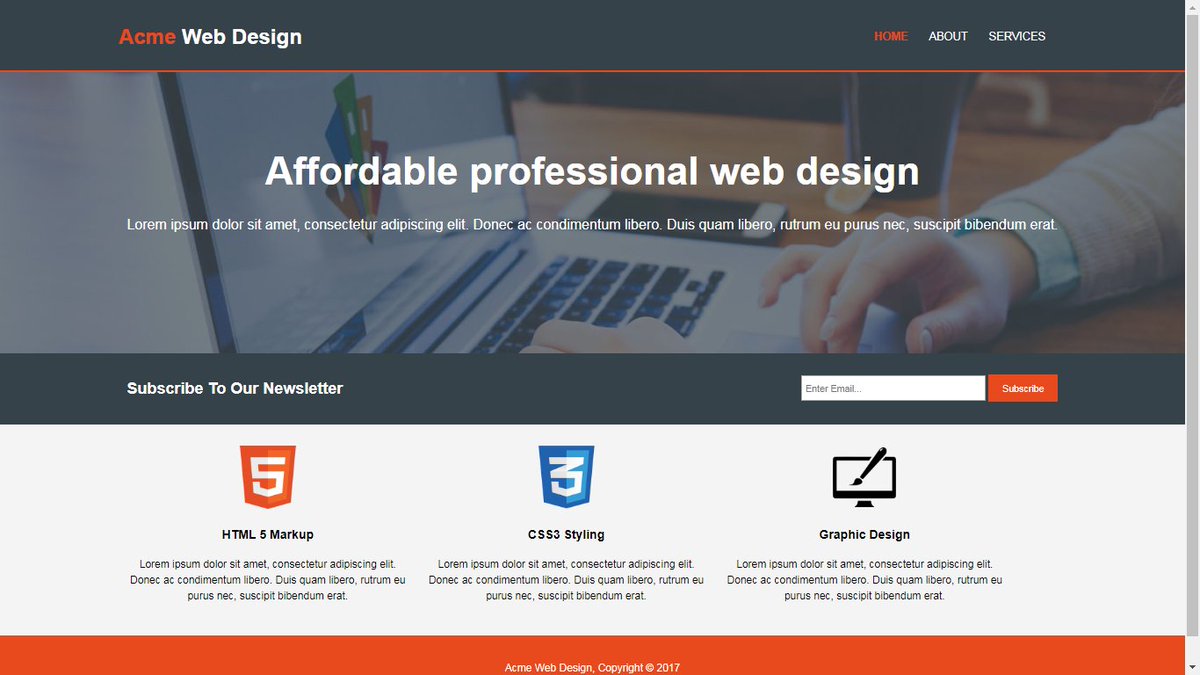 Acme Web Design
HOME ABOUT SERVICES
Affordable professional web design
Lorem ipsum dolor sit amet, consectetur adipiscing elit. Donec ac condimentum libero. Duis quam libero, rutrum eu purus nec, suscipit bibendum erat.
Subscribe To Our Newsletter
Enter Email...
Subscribe
5
3
HTML 5 Markup
Lorem ipsum dolor sit amet, consectetur adipiscing elit.
Donec ac condimentum libero. Duis quam libero, rutrum eu
purus nec, suscipit bibendum erat.
CSS3 Styling
Lorem ipsum dolor sit amet, consectetur adipiscing elit.
Donec ac condimentum libero. Duis quam libero, rutrum eu
purus nec, suscipit bibendum erat.
Graphic Design
Lorem ipsum dolor sit amet, consectetur adipiscing elit.
Donec ac condimentum libero. Duis quam libero, rutrum eu
purus nec, suscipit bibendum erat.
Acme Web Design, Copyright © 2017